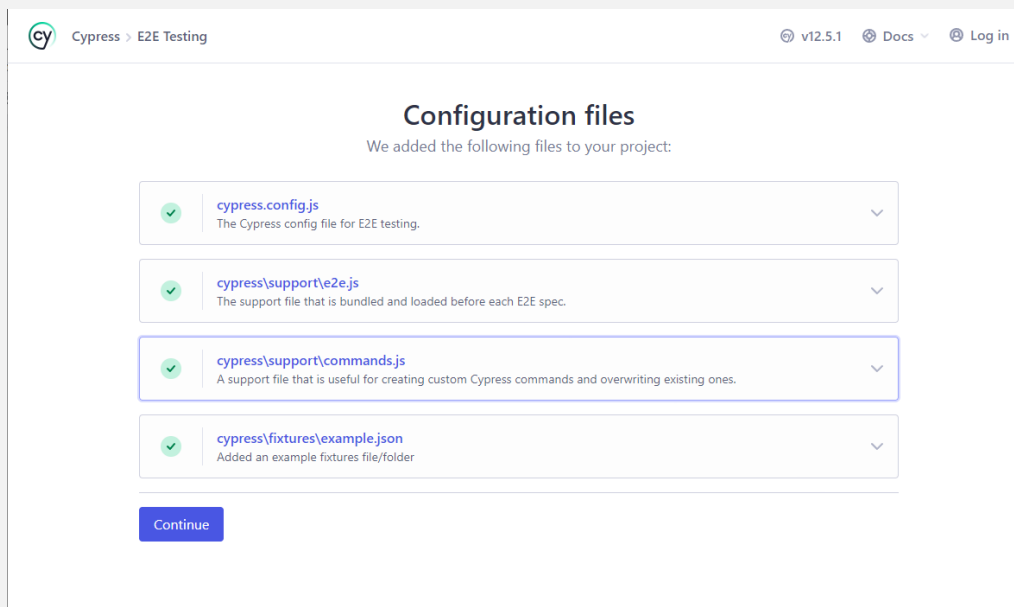 cy Cypress > E2E Testing cy v12.5.1 Docs Log in
Configuration files
We added the following files to your project:
cypress.config.js
The Cypress config file for E2E testing.
cypress\support\e2e.js
The support file that is bundled and loaded before each E2E spec.
cypress\support\commands.js
A support file that is useful for creating custom Cypress commands and overwriting existing ones.
cypress\fixtures\example.json
Added an example fixtures file/folder
Continue